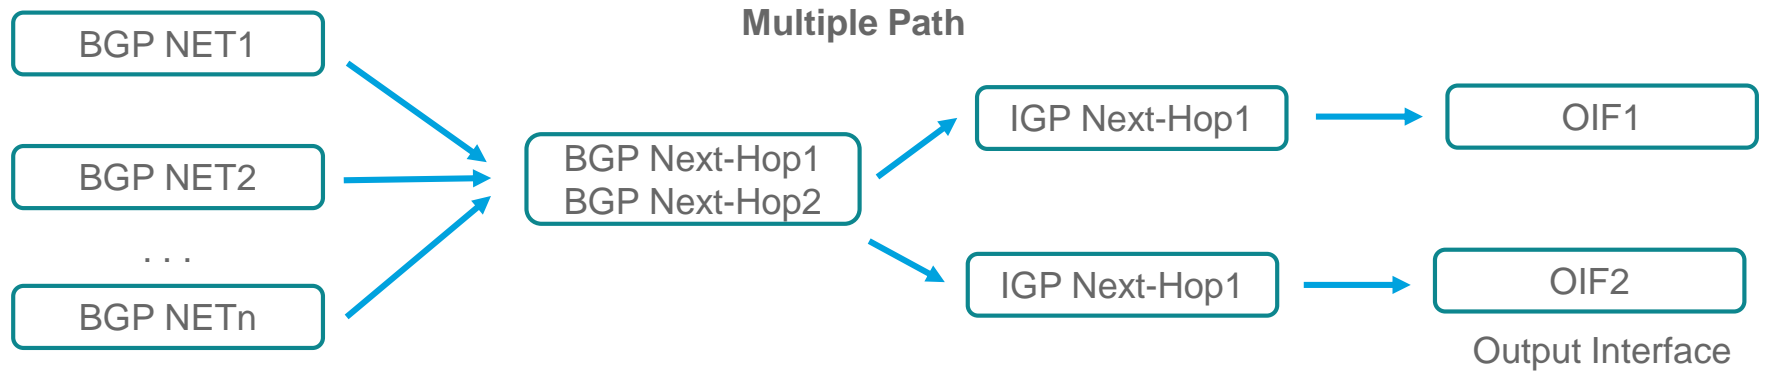 Multiple Path
BGP NET1
BGP NET2
. . .
BGP NETn
BGP Next-Hop1
BGP Next-Hop2
IGP Next-Hop1
OIF1
IGP Next-Hop1
OIF2
Output Interface